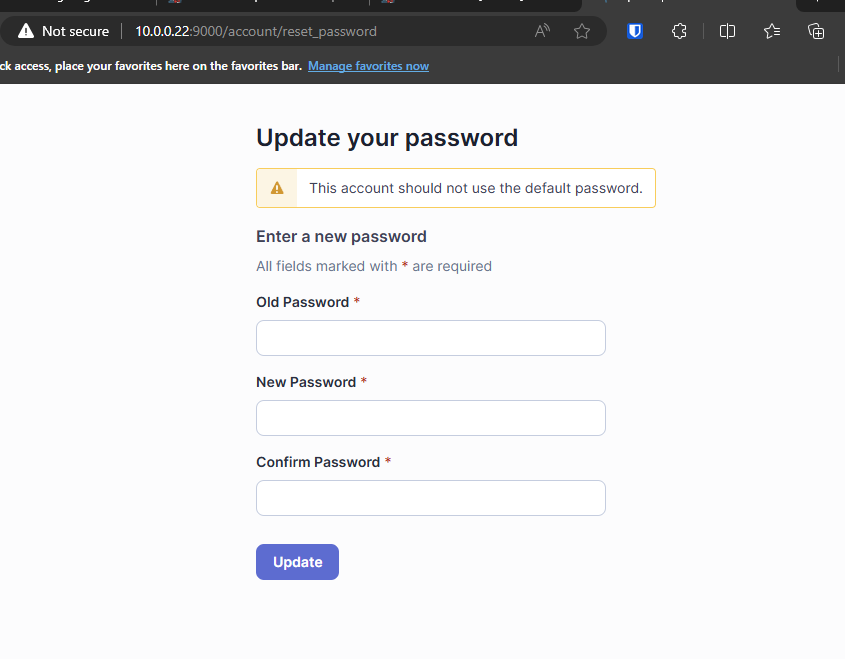 Not secure 10.0.0.22:9000/account/reset_password
ck access, place your favorites here on the favorites bar. Manage favorites now
Update your password
This account should not use the default password.
Enter a new password
All fields marked with * are required
Old Password *
New Password *
Confirm Password *
Update